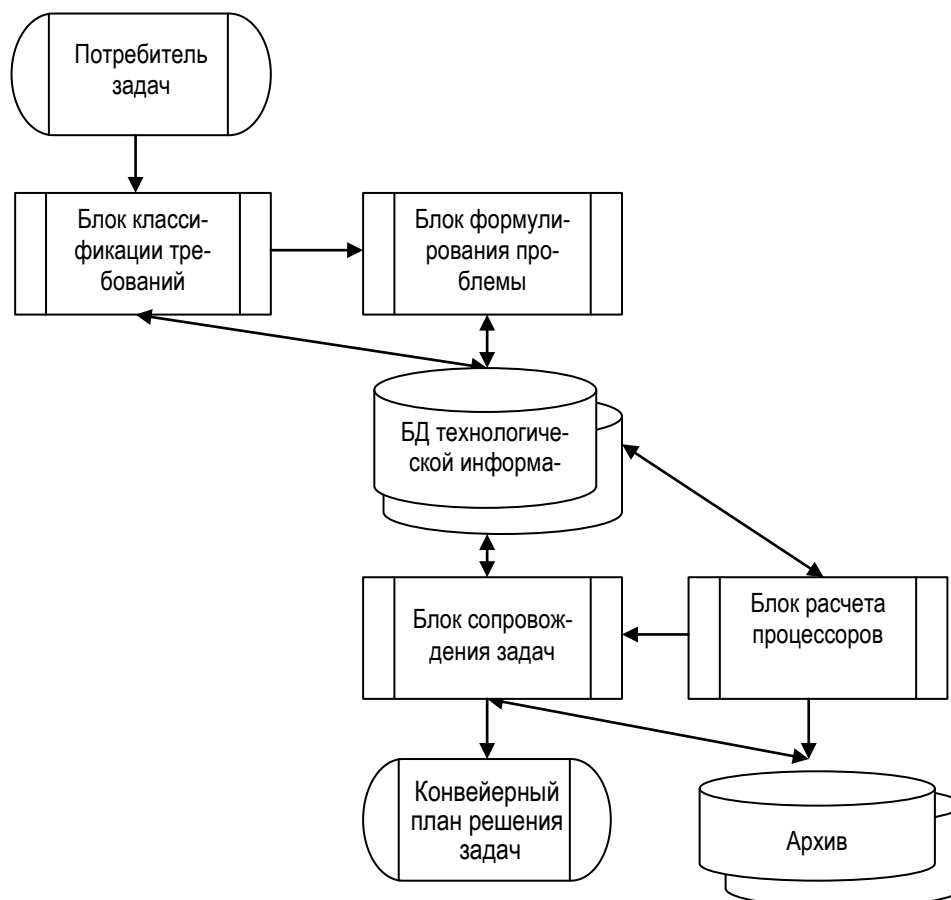 Потребитель
задач
Блок класси-
фикации тре-
бований
Блок формули-
рования про-
блемы
БД технологиче-
ской информа-
Блок сопровож-
дения задач
Блок расчета
процессоров
Конвейерный
план решения
задач
Архив